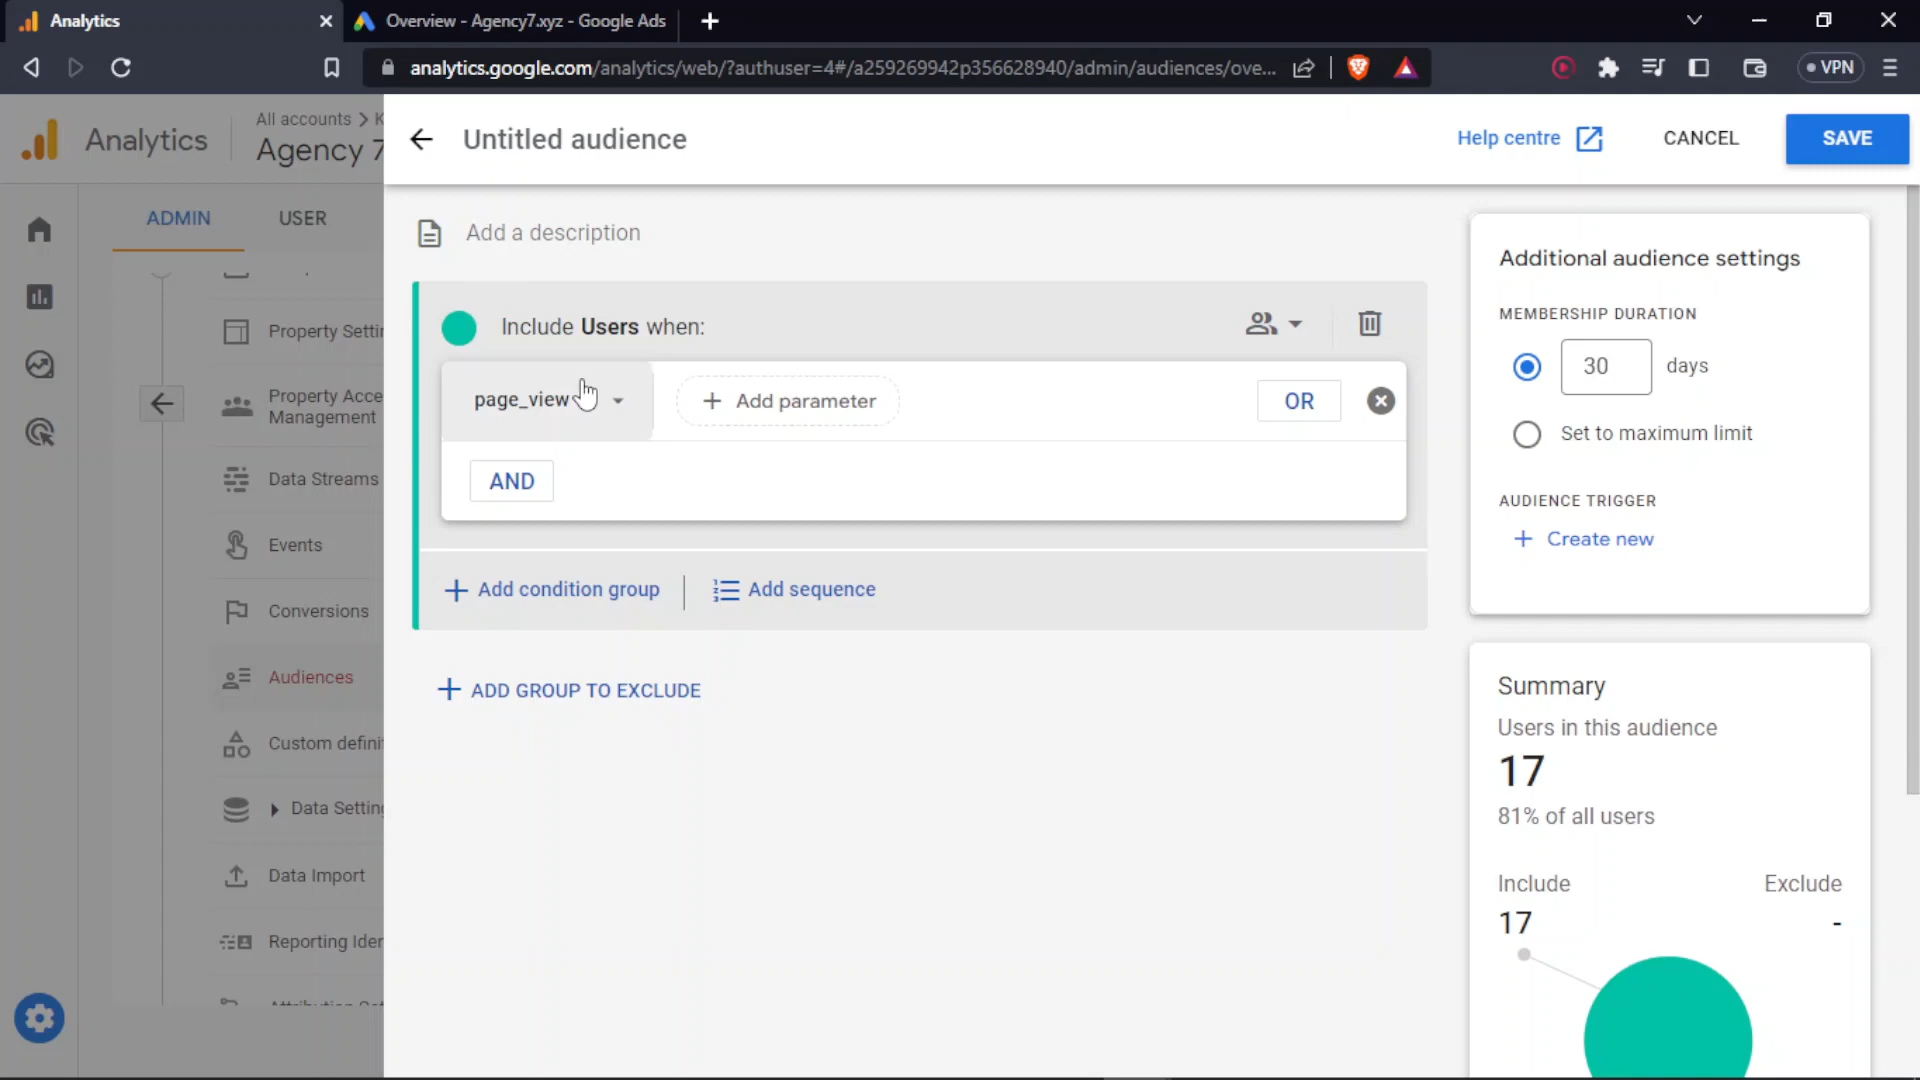 Analytics
Overview - Agency7.xyz - Google Ads
analytics.google.com/analytics/web/?authuser=4#/a259269942p356628940/admin/audiences/ove...
VPN
Analytics
All accounts > K
Agency 7
Untitled audience
Help centre
CANCEL
SAVE
ADMIN
USER
Property Settin
Property Acce
Management
Data Streams
Events
Conversions
Audiences
Custom defini
Data Setting
Data Import
Reporting Iden
Add a description
Include Users when:
page_view
+ Add parameter
OR
AND
+ Add condition group
Add sequence
+ ADD GROUP TO EXCLUDE
Additional audience settings
MEMBERSHIP DURATION
30 days
Set to maximum limit
AUDIENCE TRIGGER
+ Create new
Summary
Users in this audience
17
81% of all users
Include Exclude
17 -